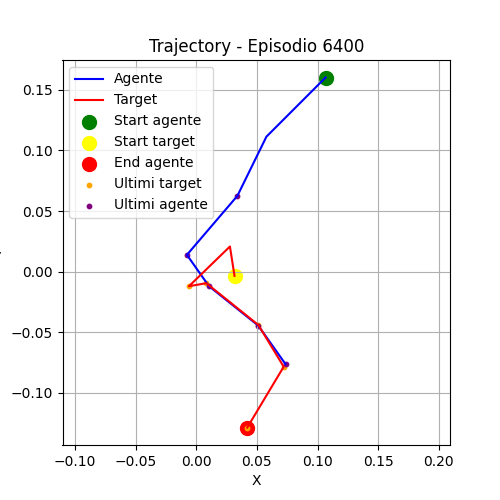 Trajectory - Episodio 6400
Agente
Target
Start agente
Start target
End agente
Ultimi target
Ultimi agente
0.15
0.10
0.05
0.00
−0.05
−0.10
−0.10 −0.05 0.00 0.05 0.10 0.15 0.20
X